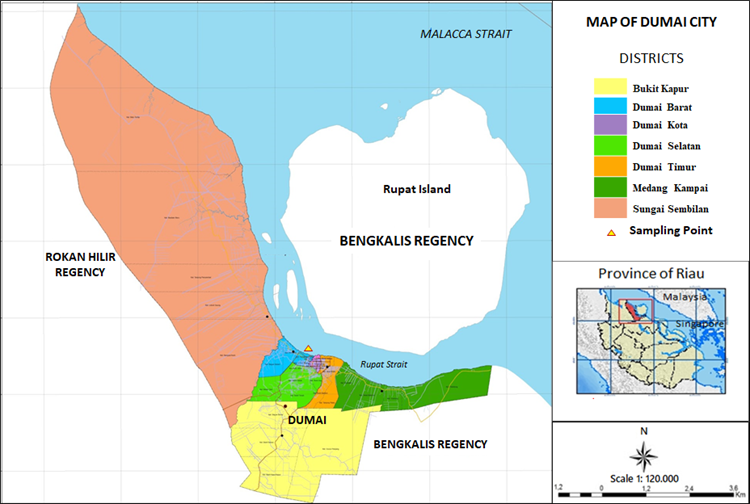 MALACCA STRAIT
Rupat Island
BENGKALIS REGENCY
ROKAN HILIR
REGENCY
Rupat Strait
DUMAI
BENGKALIS REGENCY
MAP OF DUMAI CITY
DISTRICTS
Bukit Kapur
Dumai Barat
Dumai Kota
Dumai Selatan
Dumai Timur
Medang Kampai
Sungai Sembilan
Sampling Point
Province of Riau
Malaysia
Singapore
N
Scale 1: 120.000
1,2 0 1.2 2.4 3.6
Km